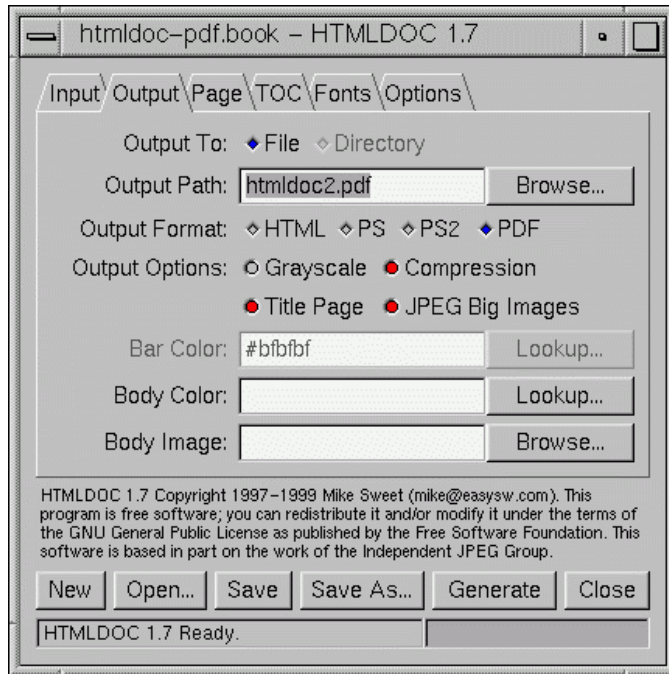 htmldoc-pdf.book - HTMLDOC 1.7
Input Output Page TOC Fonts Options
Output To: File Directory
Output Path: htmldoc2.pdf Browse...
Output Format: HTML PS PS2 PDF
Output Options: Grayscale Compression
Title Page JPEG Big Images
Bar Color: #bfbfbf Lookup...
Body Color: Lookup...
Body Image: Browse...
HTMLDOC 1.7 Copyright 1997-1999 Mike Sweet (mike@easysw.com). This
program is free software; you can redistribute it and/or modify it under the terms of
the GNU General Public License as published by the Free Software Foundation. This
software is based in part on the work of the Independent JPEG Group.
New Open... Save Save As... Generate Close
HTMLDOC 1.7 Ready.